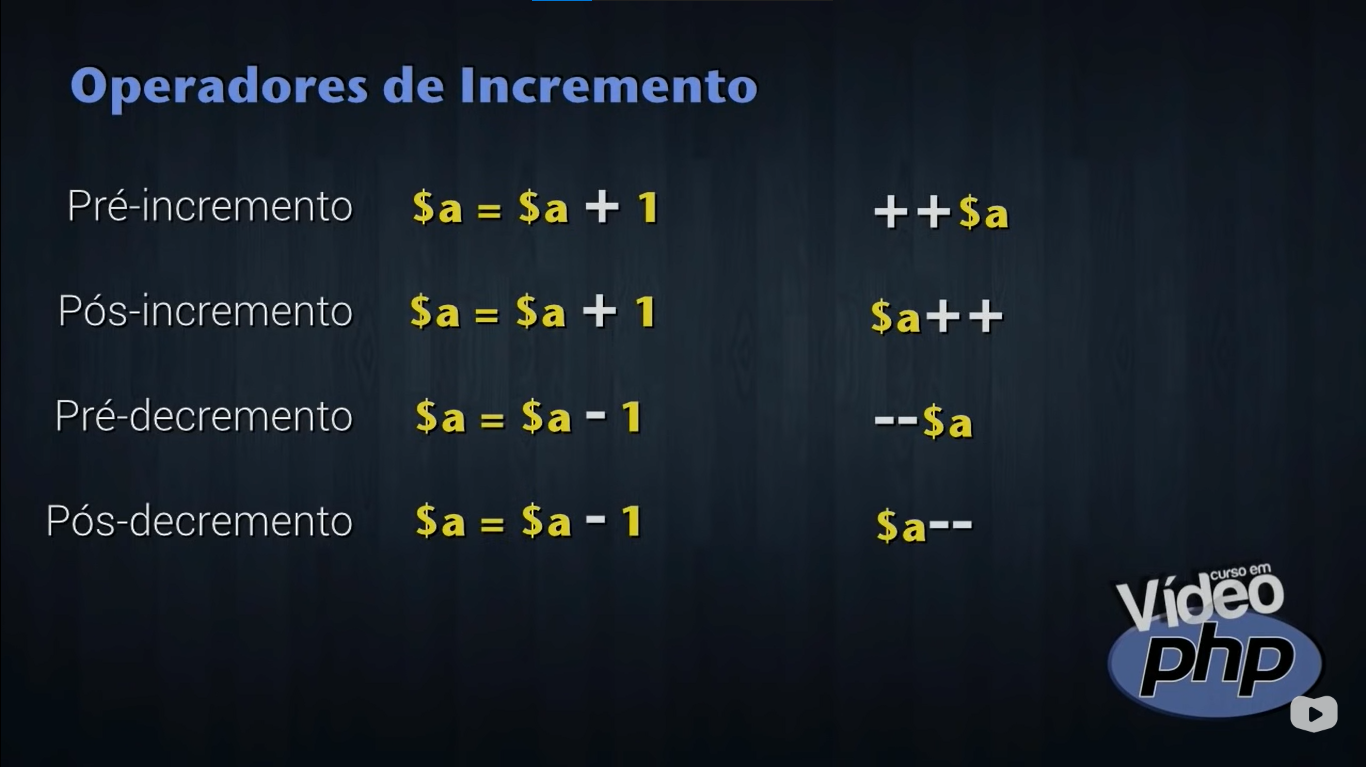 Operadores de Incremento
Pré-incremento $a = $a + 1 ++$a
Pós-incremento $a = $a + 1 $a++
Pré-decremento $a = $a - 1 --$a
Pós-decremento $a = $a - 1 $a--
curso em
Vídeo
php